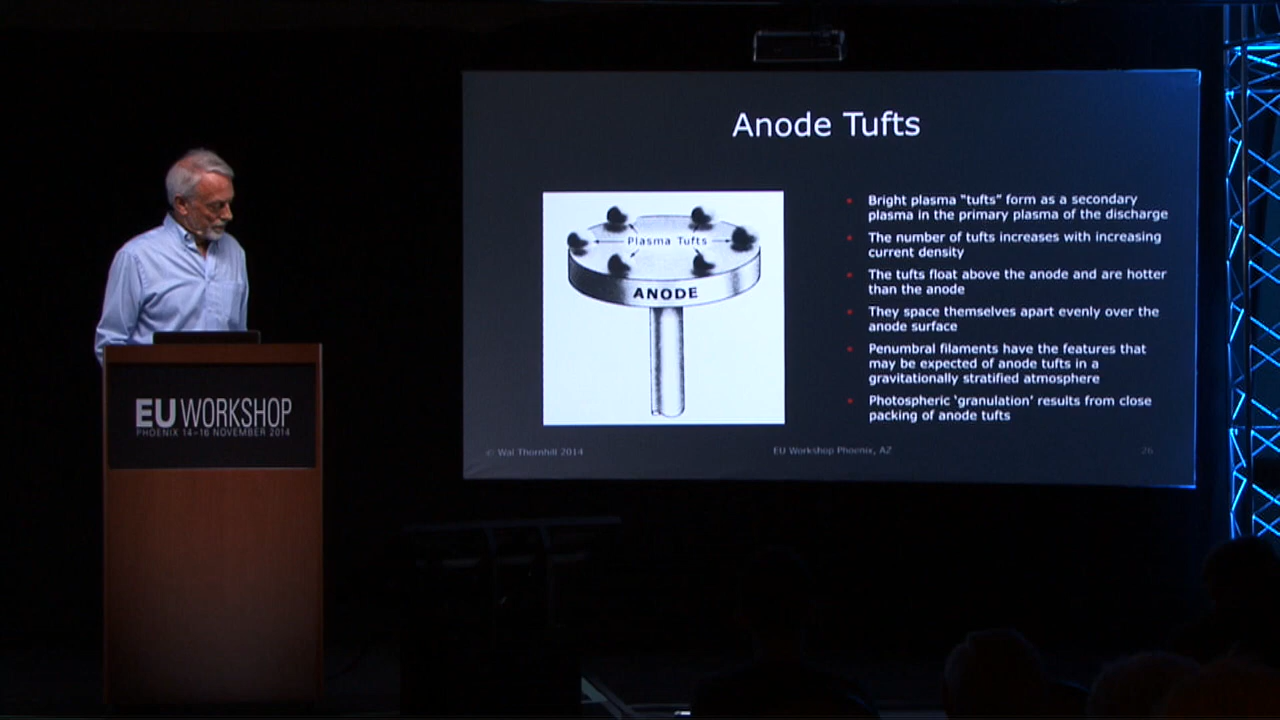 Anode Tufts
Plasma Tufts
ANODE
Bright plasma “tufts” form as a secondary
plasma in the primary plasma of the discharge
The number of tufts increases with increasing
current density
The tufts float above the anode and are hotter
than the anode
They space themselves apart evenly over the
anode surface
Penumbral filaments have the features that
may be expected of anode tufts in a
gravitationally stratified atmosphere
Photospheric ‘granulation’ results from close
packing of anode tufts
© Wal Thornhill 2014
EU Workshop Phoenix, AZ
26
EU WORKSHOP
PHOENIX 14–16 NOVEMBER 2014